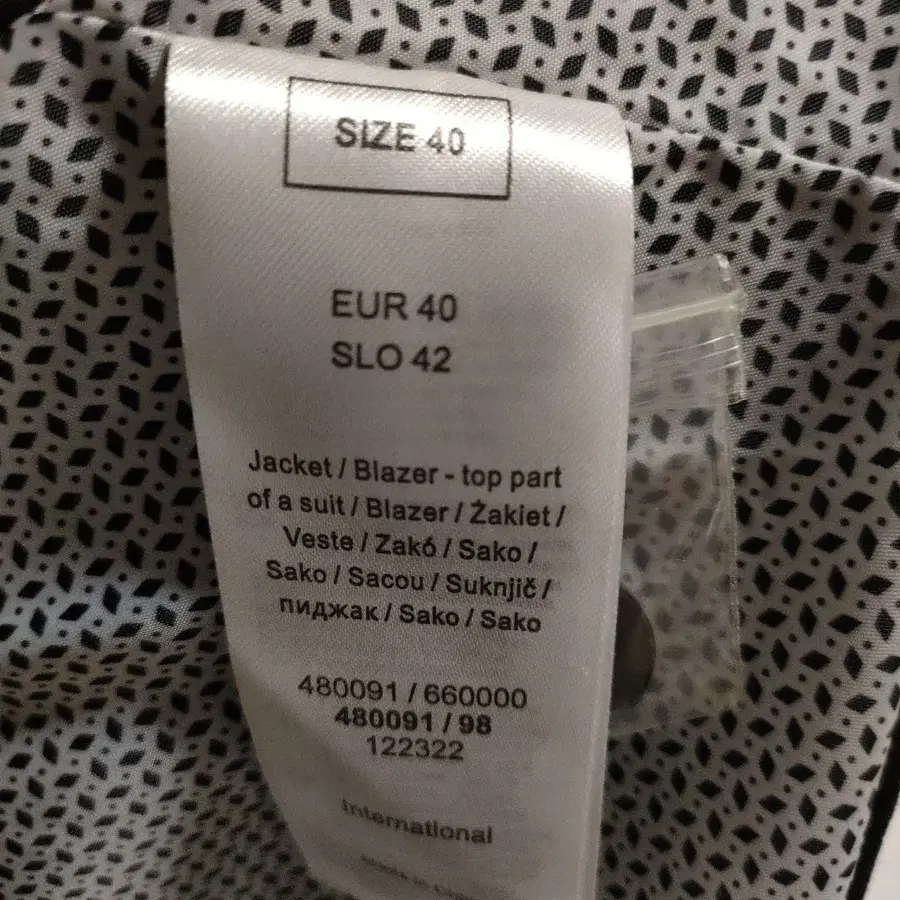 SIZE 40
EUR 40
SLO 42
Jacket / Blazer - top part
of a suit / Blazer / Żakiet /
Veste / Zakó / Sako /
Sako / Sacou / Suknjič /
пиджак / Sako / Sako
480091 / 660000
480091 / 98
122322
International